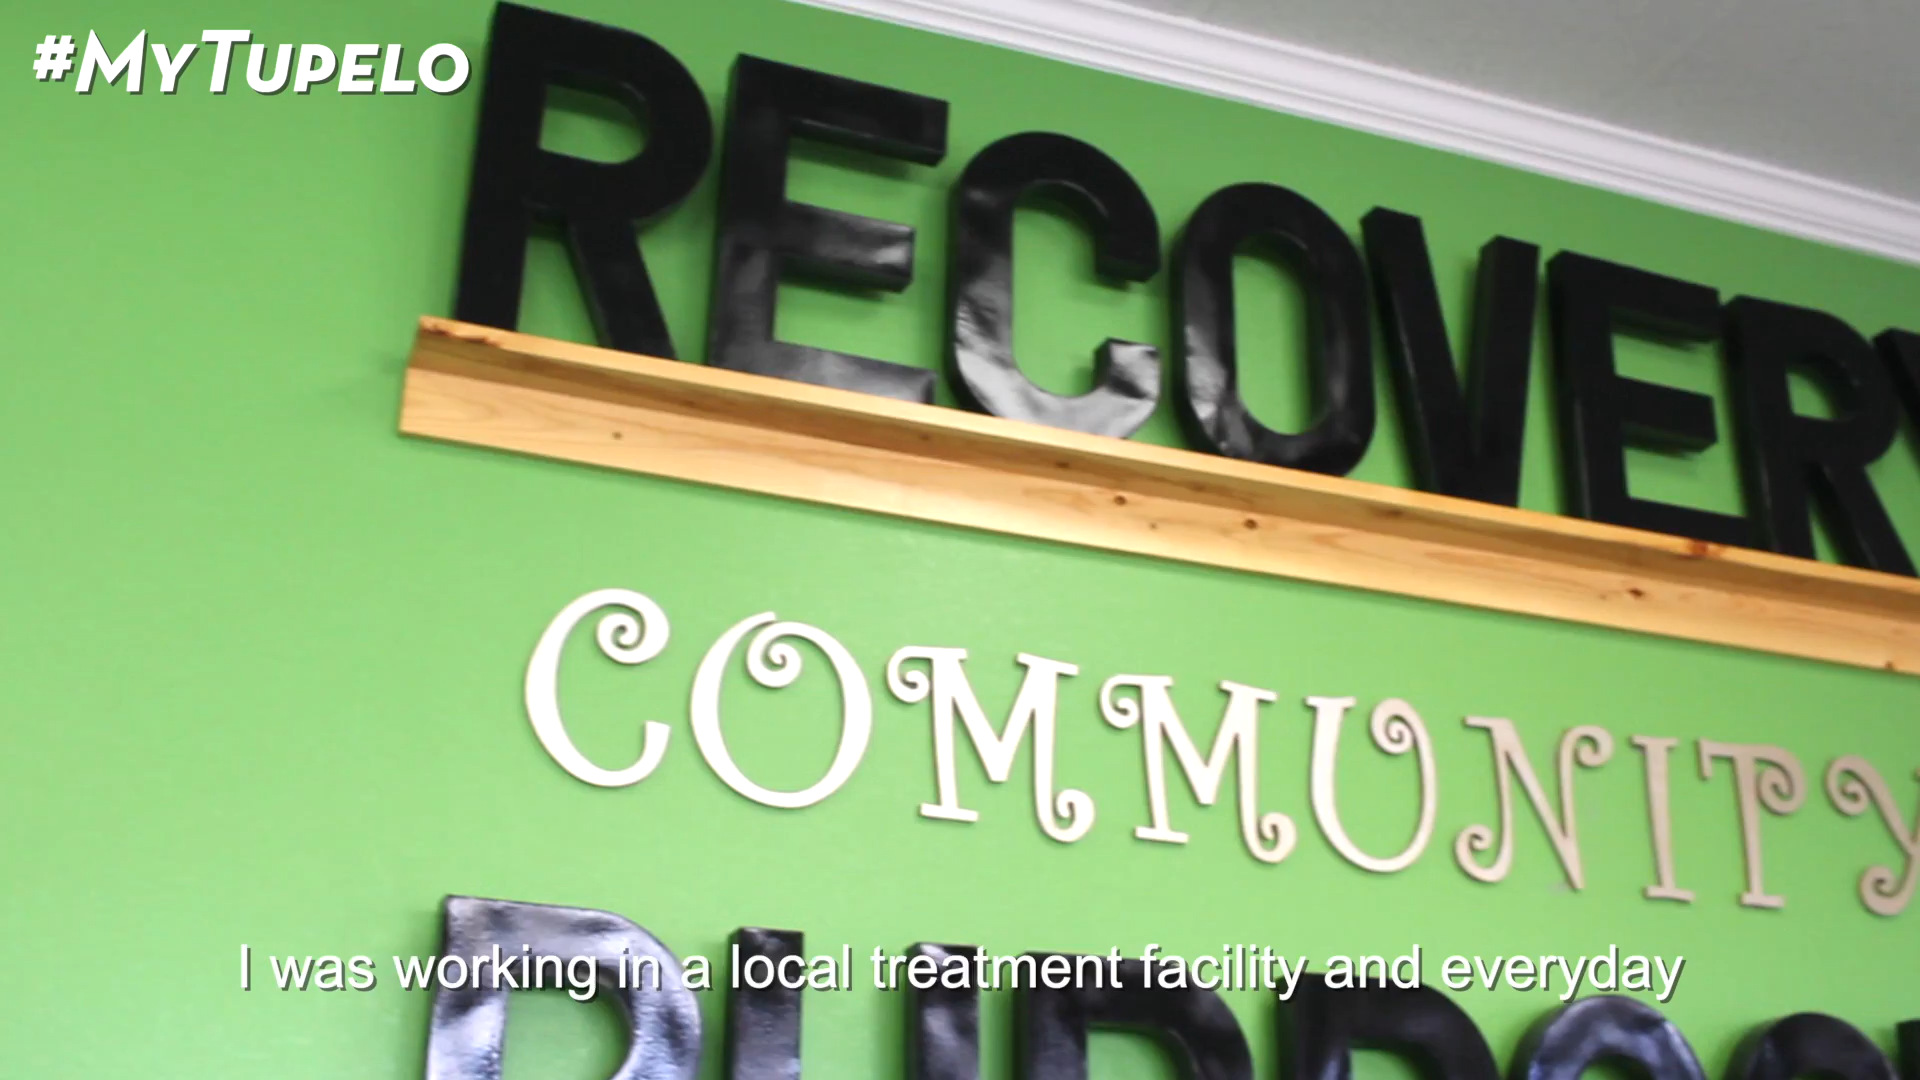 #MyTupelo
RECOVERY
COMMUNITY
I was working in a local treatment facility and everyday